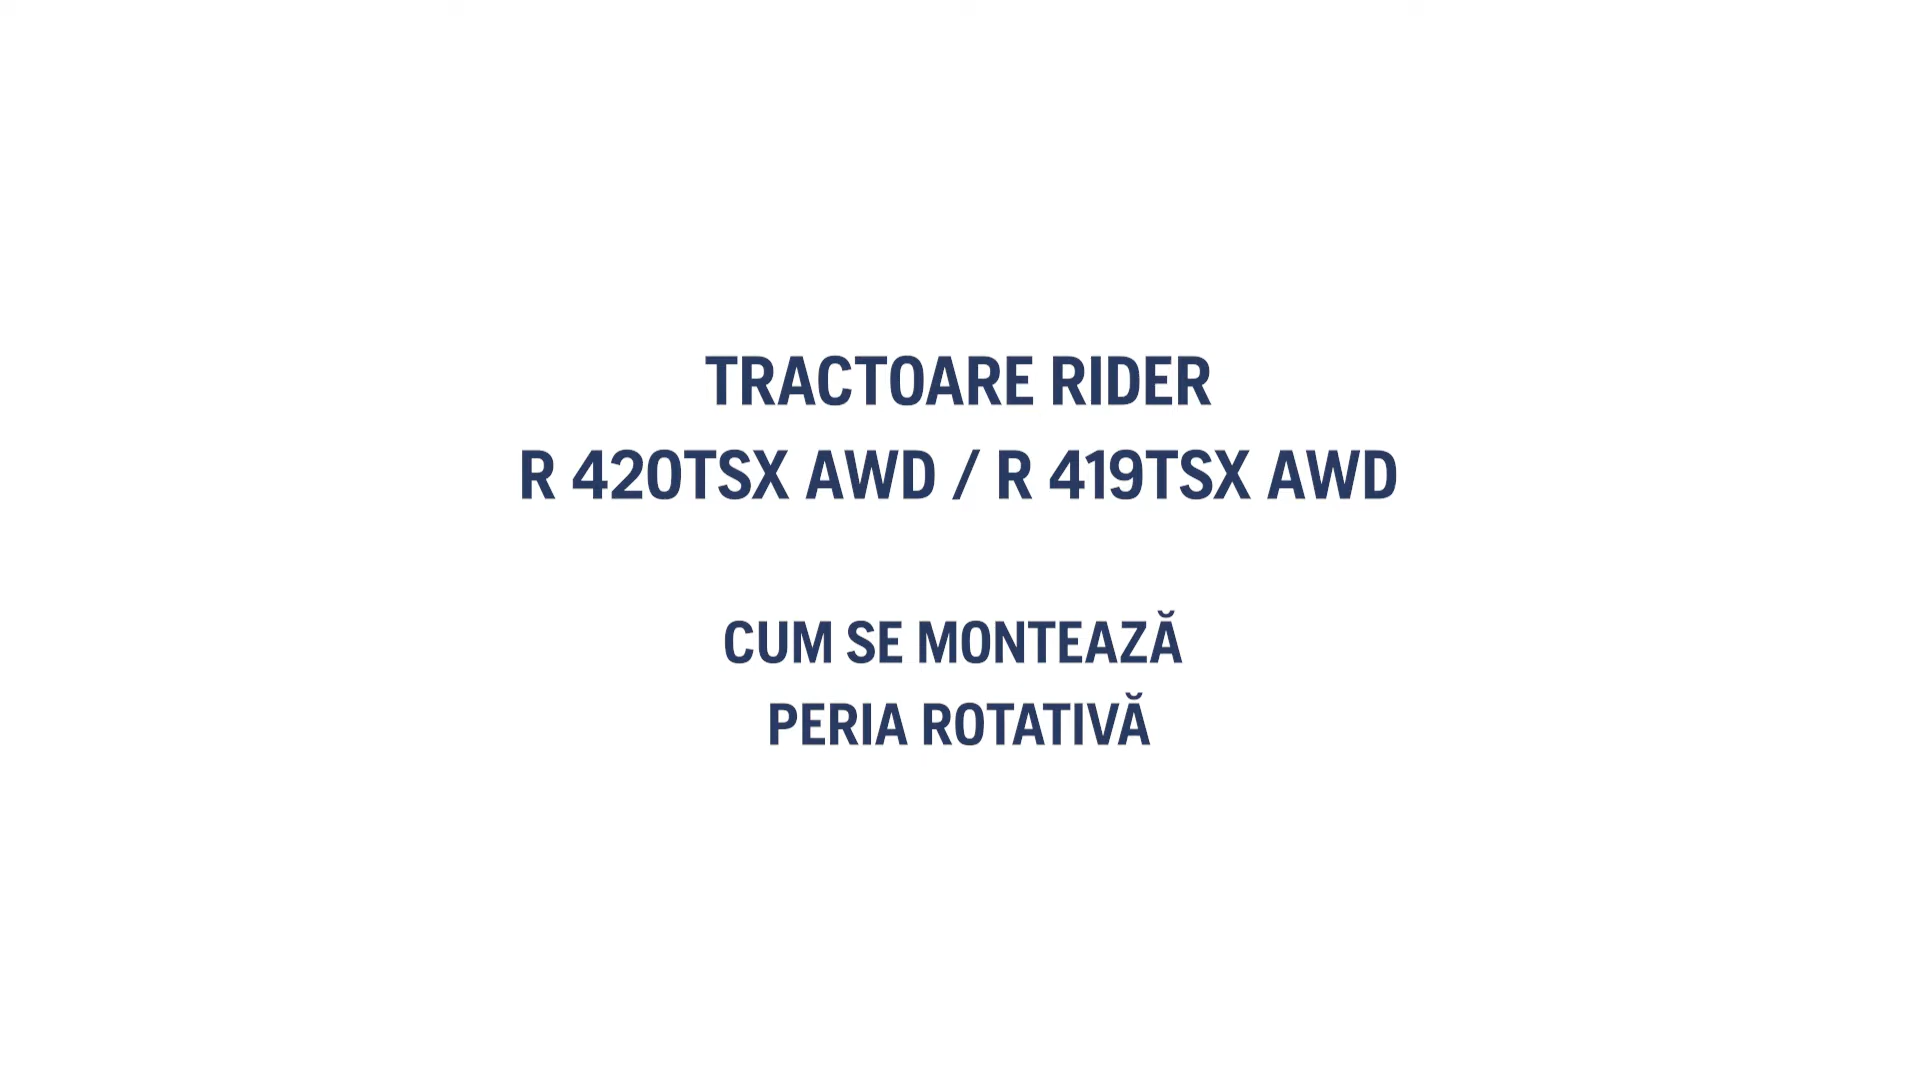 TRACTOARE RIDER
R 420TSX AWD / R 419TSX AWD
CUM SE MONTEAZĂ
PERIA ROTATIVĂ